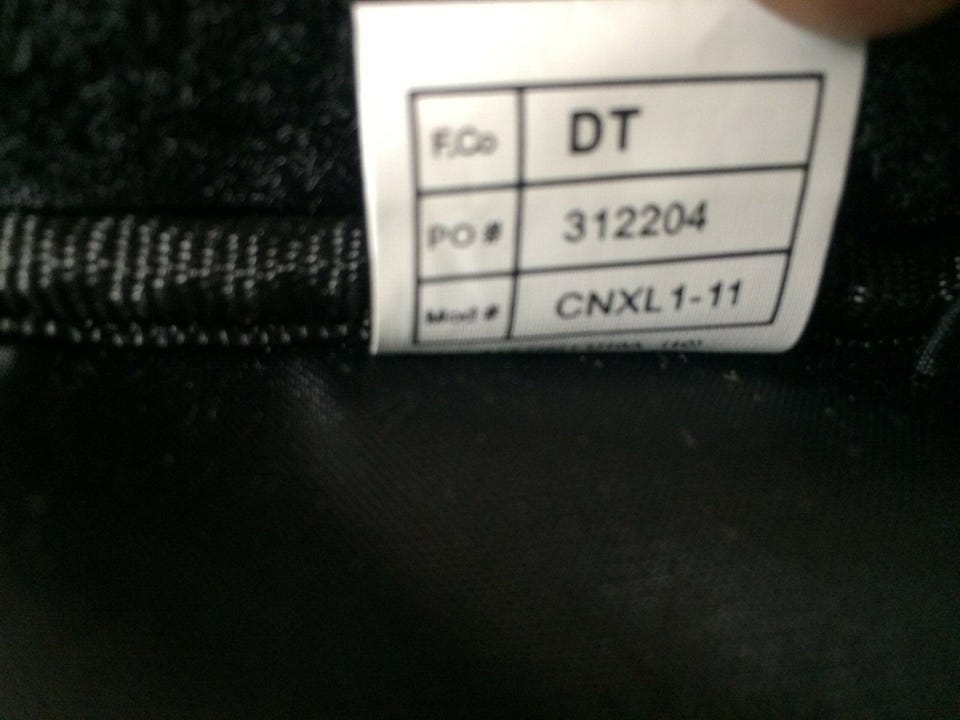 F.Co DT
PO # 312204
Mod # CNXL1-11